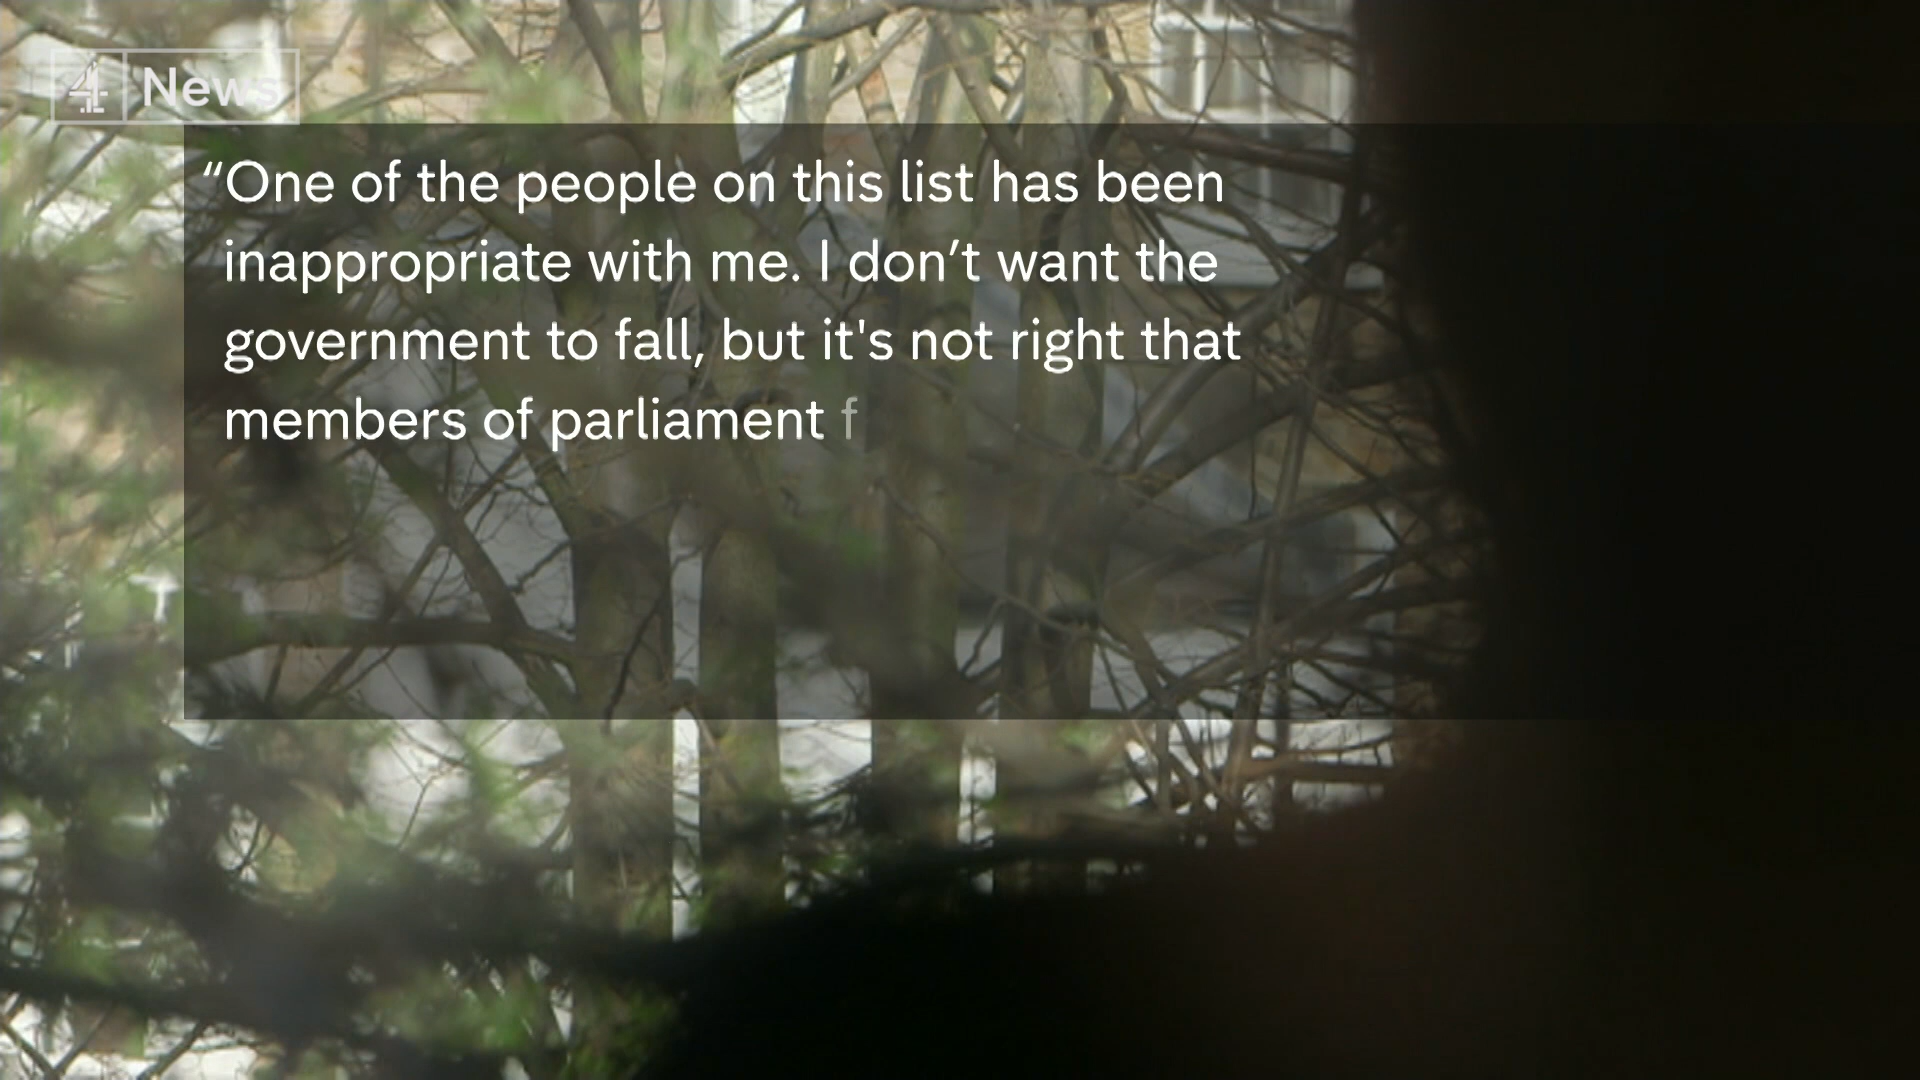 4 News
“One of the people on this list has been
inappropriate with me. I don’t want the
government to fall, but it's not right that
members of parliament f